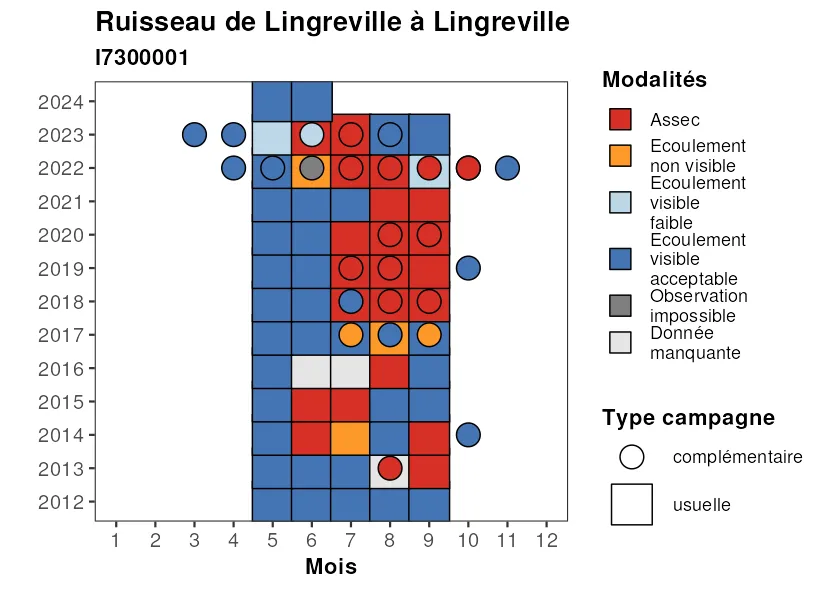 Ruisseau de Lingreville à Lingreville
I7300001
2024
2023
2022
2021
2020
2019
2018
2017
2016
2015
2014
2013
2012
1 2 3 4 5 6 7 8 9 10 11 12
Mois
Modalités
Assec
Ecoulement
non visible
Ecoulement
visible
faible
Ecoulement
visible
acceptable
Observation
impossible
Donnée
manquante
Type campagne
complémentaire
usuelle